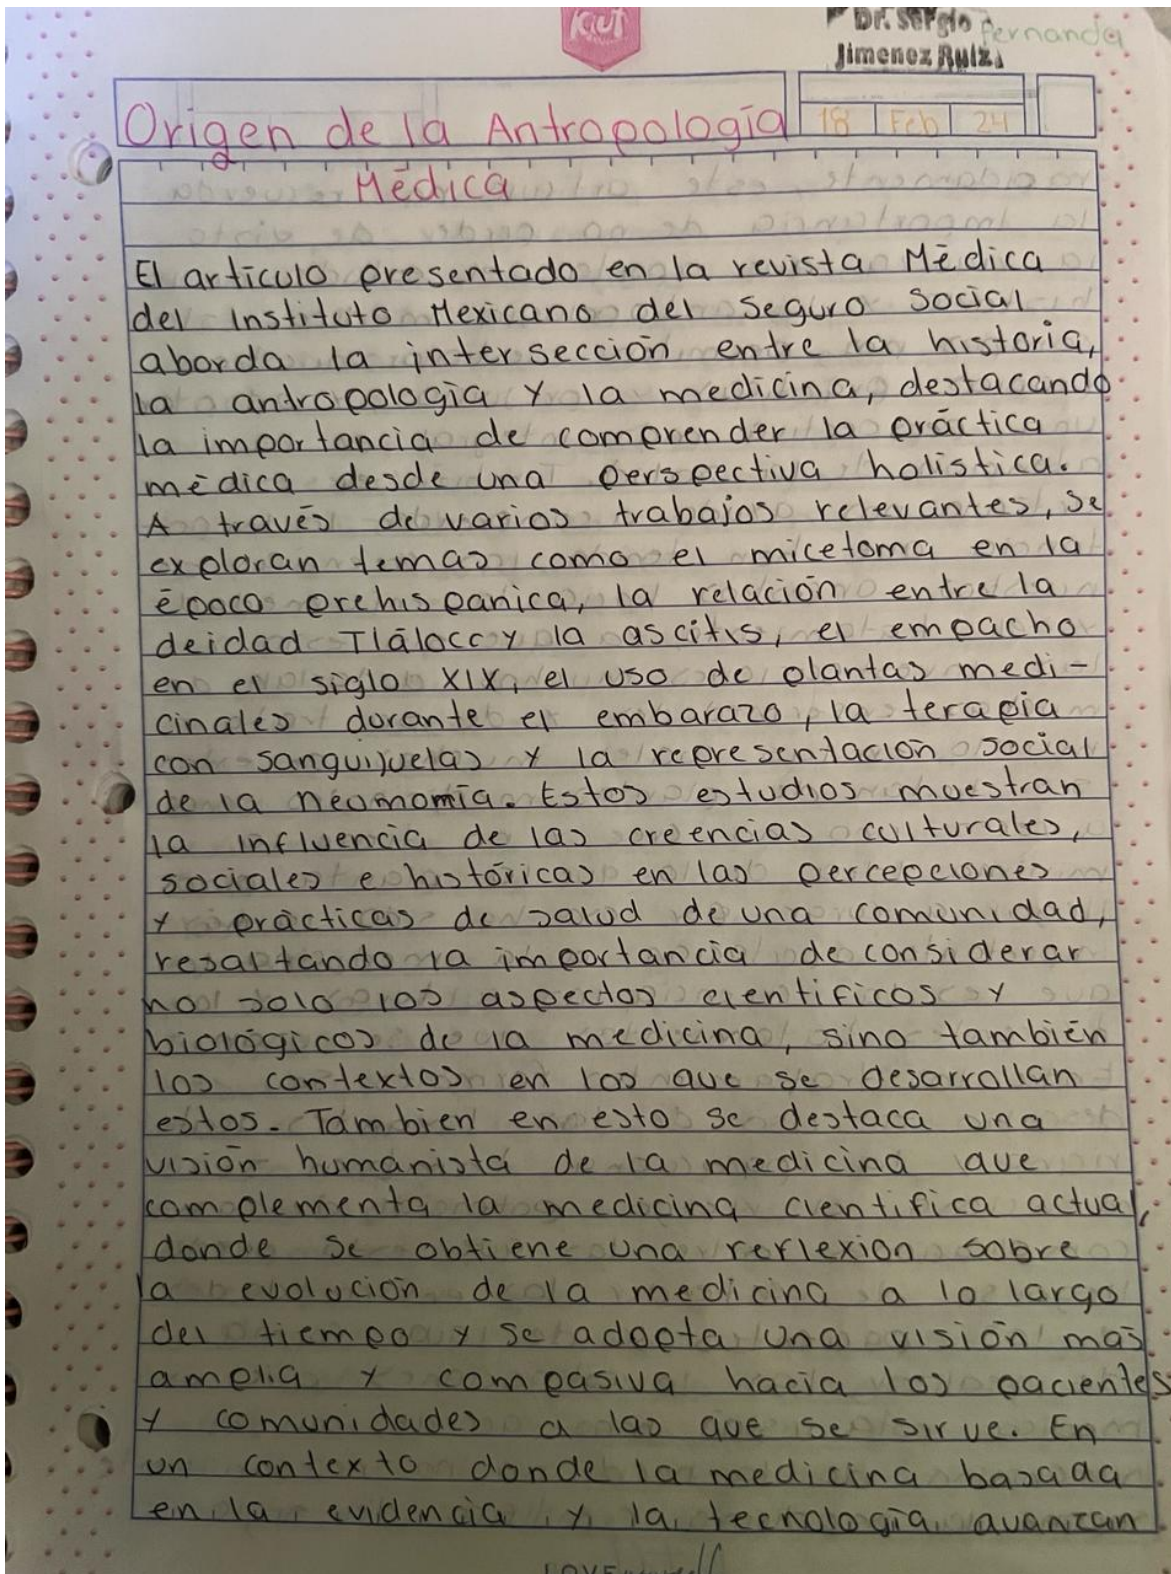 Kiut
Dr. Sergio
Jimenez Ruiz.
Fernanda
Origen de la Antropología
18 Feb 24
Médica
El articulo presentado en la revista Médica
del Instituto Mexicano del Seguro Social
aborda la intersección entre la historia,
la antropología y la medicina, destacando
la importancia de comprender la práctica
médica desde una perspectiva holistica.
A través de varios trabajos relevantes, se
exploran temas como el micetoma en la
época prehispanica, la relación entre la
deidad Tláloc y la ascitis, el empacho
en el siglo XIX, el uso de plantas medi-
cinales durante el embarazo, la terapia
con sanguijuelas y la representación social
de la neumomía. Estos estudios muestran
la influencia de las creencias culturales,
sociales e históricas en las percepciones
y prácticas de salud de una comunidad,
resaltando la importancia de considerar
no solo los aspectos cientificos y
biológicos de la medicina, sino también
los contextos en los que se desarrollan
estos. Tambien en esto se destaca una
visión humanista de la medicina que
complementa la medicina cientifica actual,
donde se obtiene una reflexion sobre
la evolución de la medicina a lo largo
del tiempo y se adopta una visión más
amplia y compasiva hacia los pacientes
y comunidades a las que se sirve. En
un contexto donde la medicina basada
en la evidencia y la tecnología avanzan